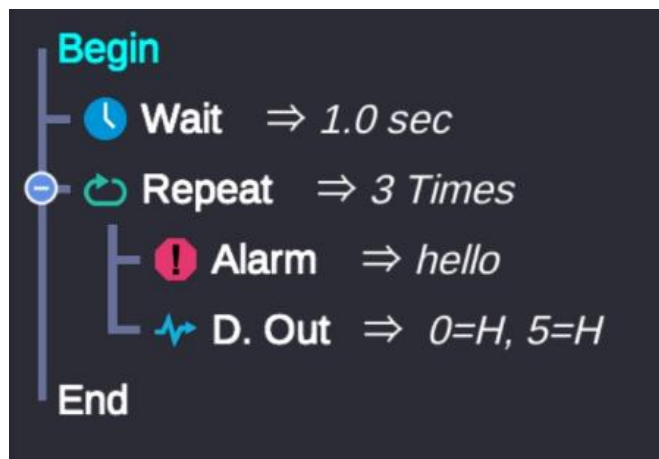 Begin
Wait ⇒ 1.0 sec
Repeat ⇒ 3 Times
Alarm ⇒ hello
D. Out ⇒ 0=H, 5=H
End